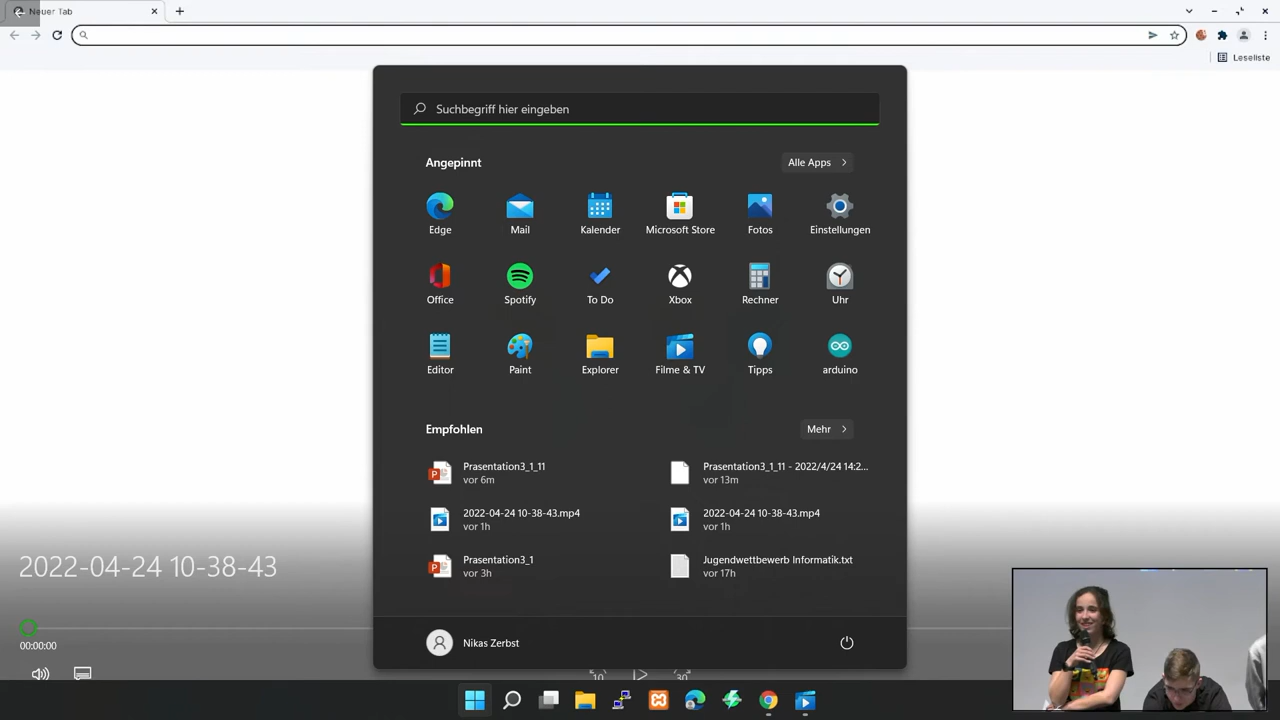 Neuer Tab
Leseliste
Suchbegriff hier eingeben
Angepinnt
Alle Apps
Edge
Mail
Kalender
Microsoft Store
Fotos
Einstellungen
Office
Spotify
To Do
Xbox
Rechner
Uhr
Editor
Paint
Explorer
Filme & TV
Tipps
arduino
Empfohlen
Mehr
Prasentation3_1_11
vor 6m
Prasentation3_1_11 - 2022/4/24 14:2...
vor 13m
2022-04-24 10-38-43.mp4
vor 1h
2022-04-24 10-38-43.mp4
vor 1h
Prasentation3_1
vor 3h
Jugendwettbewerb Informatik.txt
vor 17h
2022-04-24 10-38-43
00:00:00
Nikas Zerbst
10
30